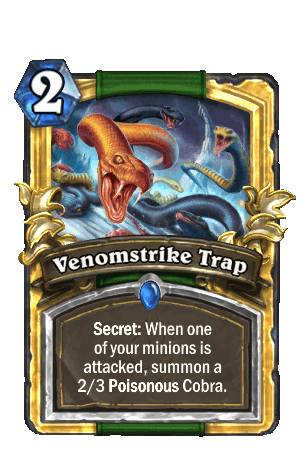 2
Venomstrike Trap
Secret: When one
of your minions is
attacked, summon a
2/3 Poisonous Cobra.